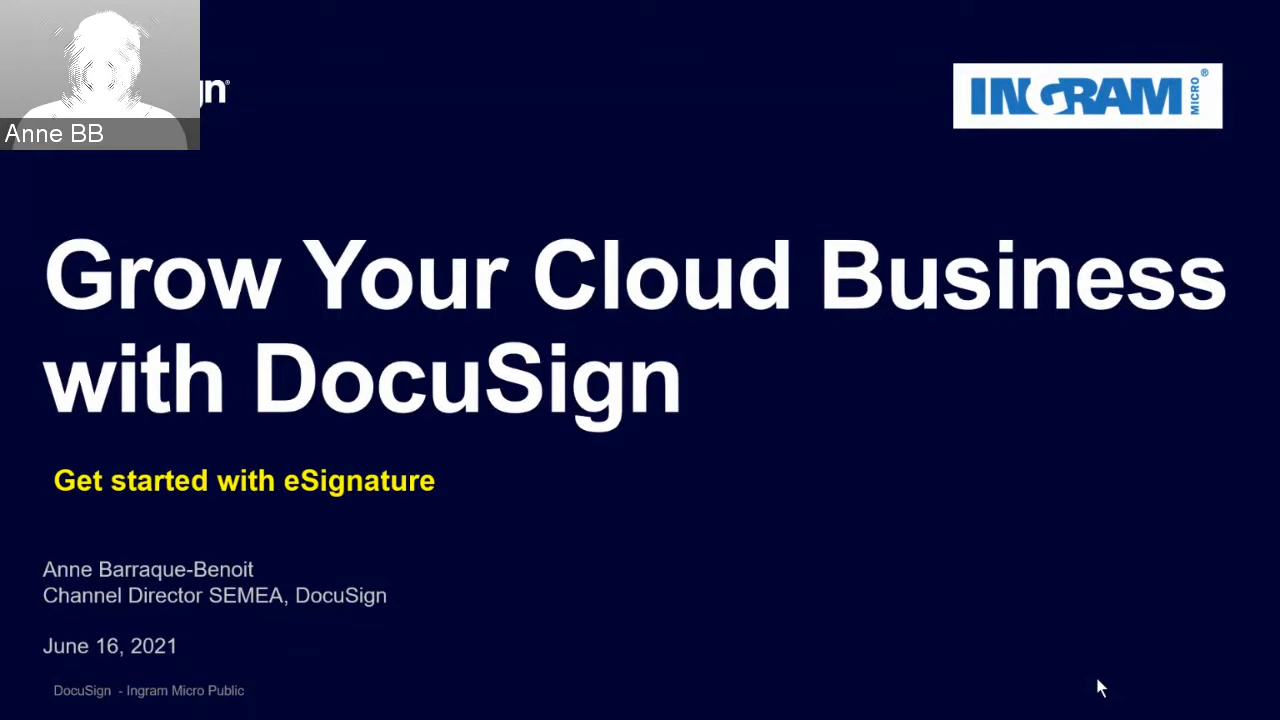 Anne BB
gn®
INGRAM MICRO®
Grow Your Cloud Business
with DocuSign
Get started with eSignature
Anne Barraque-Benoit
Channel Director SEMEA, DocuSign
June 16, 2021
DocuSign - Ingram Micro Public